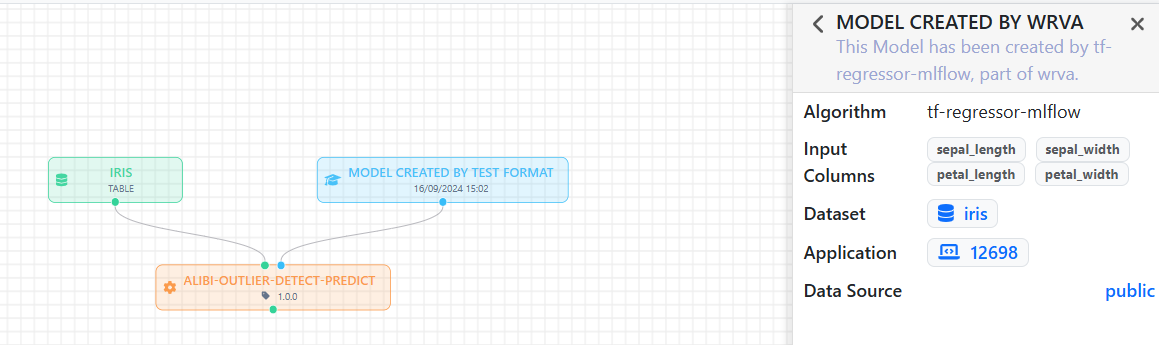 IRIS
TABLE
MODEL CREATED BY TEST FORMAT
16/09/2024 15:02
ALIBI-OUTLIER-DETECT-PREDICT
1.0.0
MODEL CREATED BY WRVA
This Model has been created by tf-
regressor-mlflow, part of wrva.
Algorithm tf-regressor-mlflow
Input sepal_length sepal_width
Columns petal_length petal_width
Dataset iris
Application 12698
Data Source public